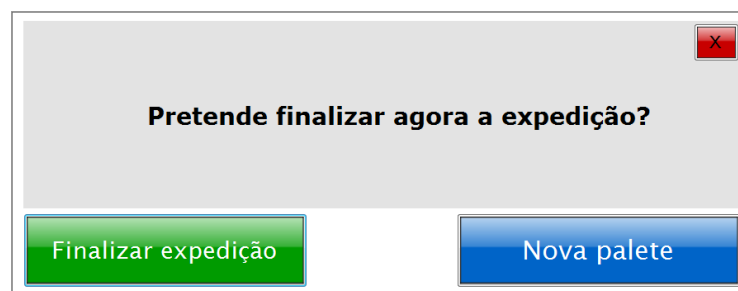 X
Pretende finalizar agora a expedição?
Finalizar expedição
Nova palete